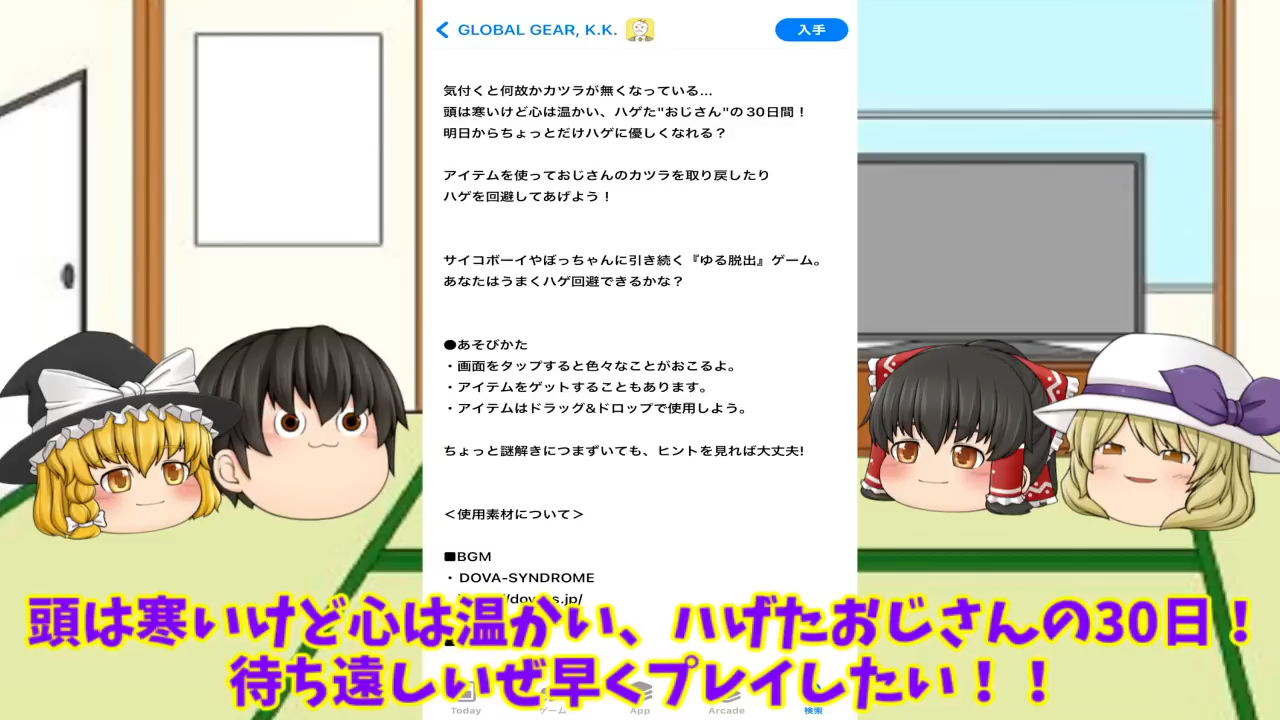 GLOBAL GEAR, K.K.
入手
気付くと何故かカツラが無くなっている...
頭は寒いけど心は温かい、ハゲた"おじさん"の30日間！
明日からちょっとだけハゲに優しくなれる？
アイテムを使っておじさんのカツラを取り戻したり
ハゲを回避してあげよう！
サイコボーイやぼっちゃんに引き続く『ゆる脱出』ゲーム。
あなたはうまくハゲ回避できるかな？
●あそびかた
・画面をタップすると色々なことがおこるよ。
・アイテムをゲットすることもあります。
・アイテムはドラッグ&ドロップで使用しよう。
ちょっと謎解きにつまずいても、ヒントを見れば大丈夫!
＜使用素材について＞
■BGM
・DOVA-SYNDROME
頭は寒いけど心は温かい、ハげたおじさんの30日！
待ち遠しいぜ早くプレイしたい！！
Today
ゲーム
App
Arcade
検索